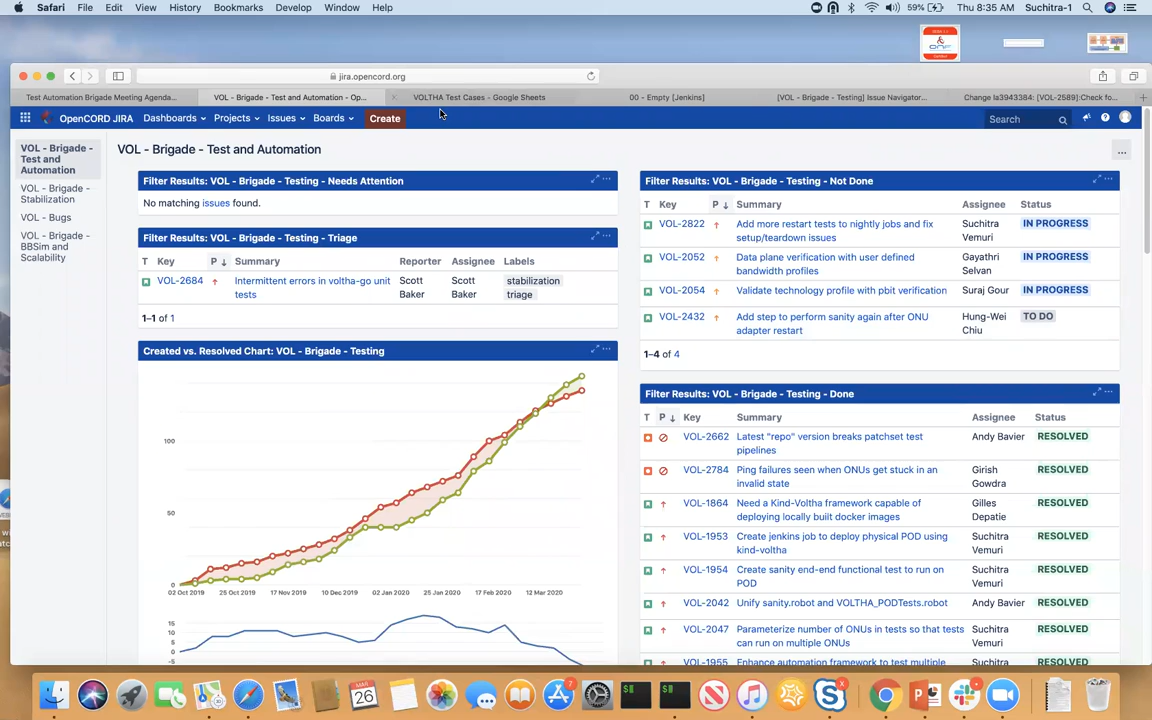 Safari File Edit View History Bookmarks Develop Window Help
59% Thu 8:35 AM Suchitra-1
jira.opencord.org
Test Automation Brigade Meeting Agenda...
VOL - Brigade - Test and Automation - Op...
VOLTHA Test Cases - Google Sheets
00 - Empty [Jenkins]
[VOL - Brigade - Testing] Issue Navigator...
Change Ia3943384: [VOL-2589]:Check fo...
OpenCORD JIRA Dashboards Projects Issues Boards Create Search
VOL - Brigade -
Test and
Automation
VOL - Brigade -
Stabilization
VOL - Bugs
VOL - Brigade -
BBSim and
Scalability
VOL - Brigade - Test and Automation
Filter Results: VOL - Brigade - Testing - Needs Attention
No matching issues found.
Filter Results: VOL - Brigade - Testing - Triage
T Key P ↓ Summary Reporter Assignee Labels
VOL-2684 Intermittent errors in voltha-go unit Scott Scott stabilization
tests Baker Baker triage
1–1 of 1
Created vs. Resolved Chart: VOL - Brigade - Testing
100
50
0
02 Oct 2019 25 Oct 2019 17 Nov 2019 10 Dec 2019 02 Jan 2020 25 Jan 2020 17 Feb 2020 12 Mar 2020
15
10
5
0
-5
Filter Results: VOL - Brigade - Testing - Not Done
T Key P ↓ Summary Assignee Status
VOL-2822 Add more restart tests to nightly jobs and fix Suchitra IN PROGRESS
setup/teardown issues Vemuri
VOL-2052 Data plane verification with user defined Gayathri IN PROGRESS
bandwidth profiles Selvan
VOL-2054 Validate technology profile with pbit verification Suraj Gour IN PROGRESS
VOL-2432 Add step to perform sanity again after ONU Hung-Wei TO DO
adapter restart Chiu
1–4 of 4
Filter Results: VOL - Brigade - Testing - Done
T P ↓ Key Summary Assignee Status
VOL-2662 Latest "repo" version breaks patchset test Andy Bavier RESOLVED
pipelines
VOL-2784 Ping failures seen when ONUs get stuck in an Girish RESOLVED
invalid state Gowdra
VOL-1864 Need a Kind-Voltha framework capable of Gilles RESOLVED
deploying locally built docker images Depatie
VOL-1953 Create jenkins job to deploy physical POD using Suchitra RESOLVED
kind-voltha Vemuri
VOL-1954 Create sanity end-end functional test to run on Suchitra RESOLVED
POD Vemuri
VOL-2042 Unify sanity.robot and VOLTHA_PODTests.robot Andy Bavier RESOLVED
VOL-2047 Parameterize number of ONUs in tests so that tests Suchitra RESOLVED
can run on multiple ONUs Vemuri
VOL-1955 Enhance automation framework to test multiple Suchitra RESOLVED